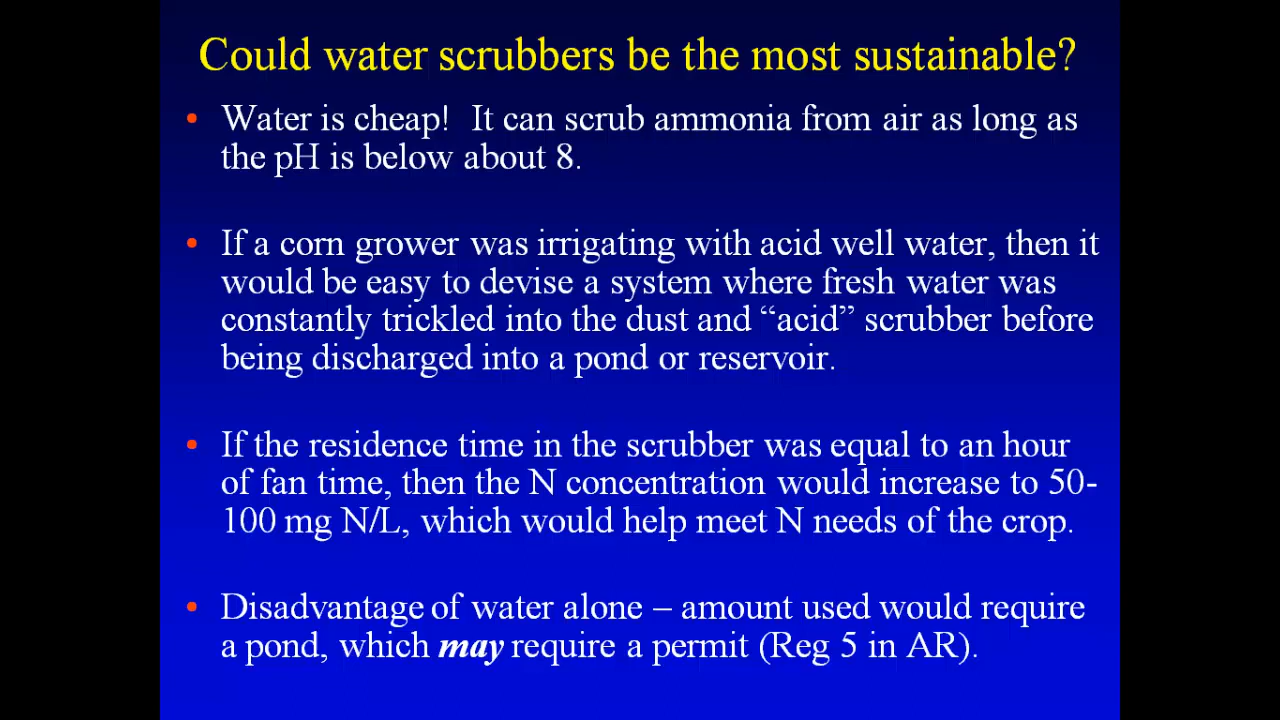 Could water scrubbers be the most sustainable?
• Water is cheap!  It can scrub ammonia from air as long as
the pH is below about 8.
• If a corn grower was irrigating with acid well water, then it
would be easy to devise a system where fresh water was
constantly trickled into the dust and “acid” scrubber before
being discharged into a pond or reservoir.
• If the residence time in the scrubber was equal to an hour
of fan time, then the N concentration would increase to 50-
100 mg N/L, which would help meet N needs of the crop.
• Disadvantage of water alone – amount used would require
a pond, which may require a permit (Reg 5 in AR).